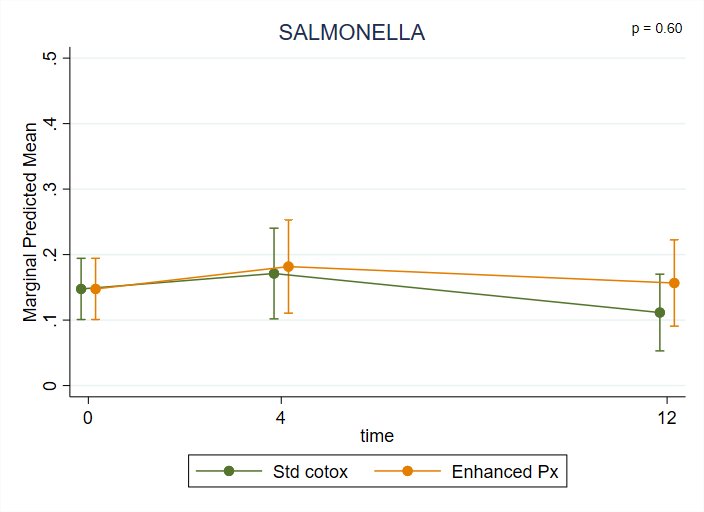 SALMONELLA
p = 0.60
Marginal Predicted Mean
.5
.4
.3
.2
.1
0
0 4 12
time
Std cotox Enhanced Px